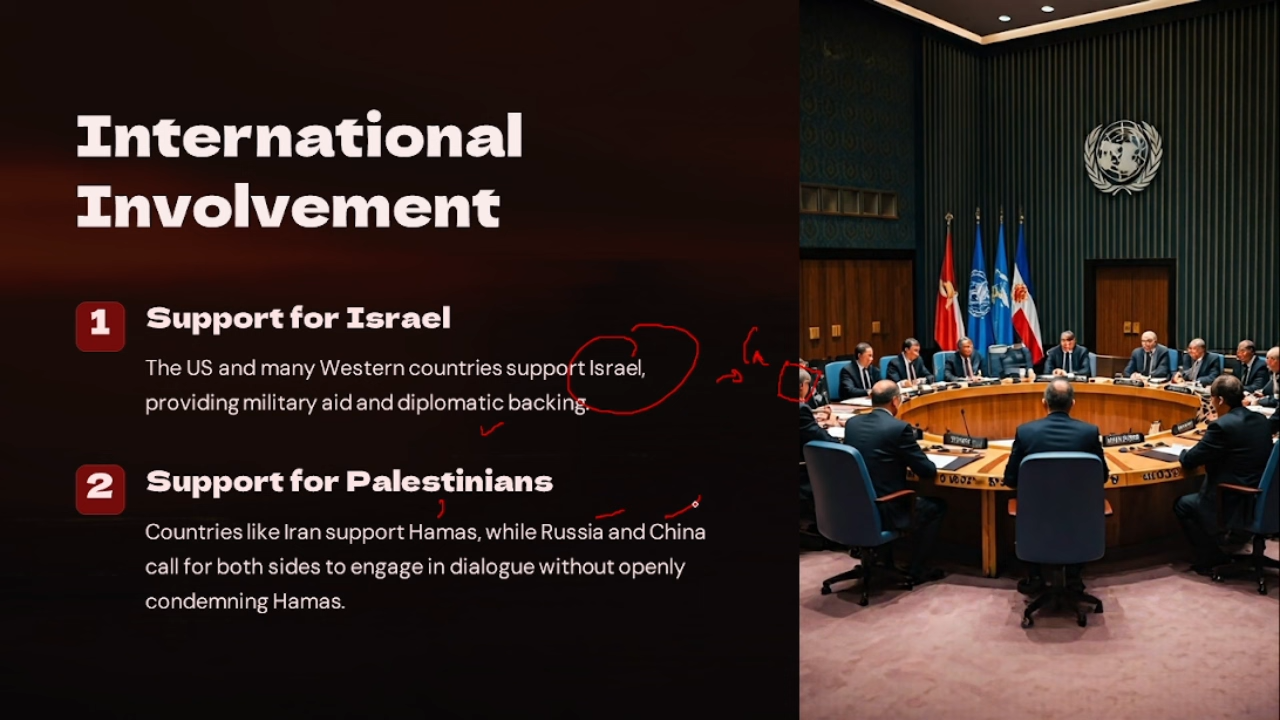 International
Involvement
1
Support for Israel
The US and many Western countries support Israel,
providing military aid and diplomatic backing.
2
Support for Palestinians
Countries like Iran support Hamas, while Russia and China
call for both sides to engage in dialogue without openly
condemning Hamas.